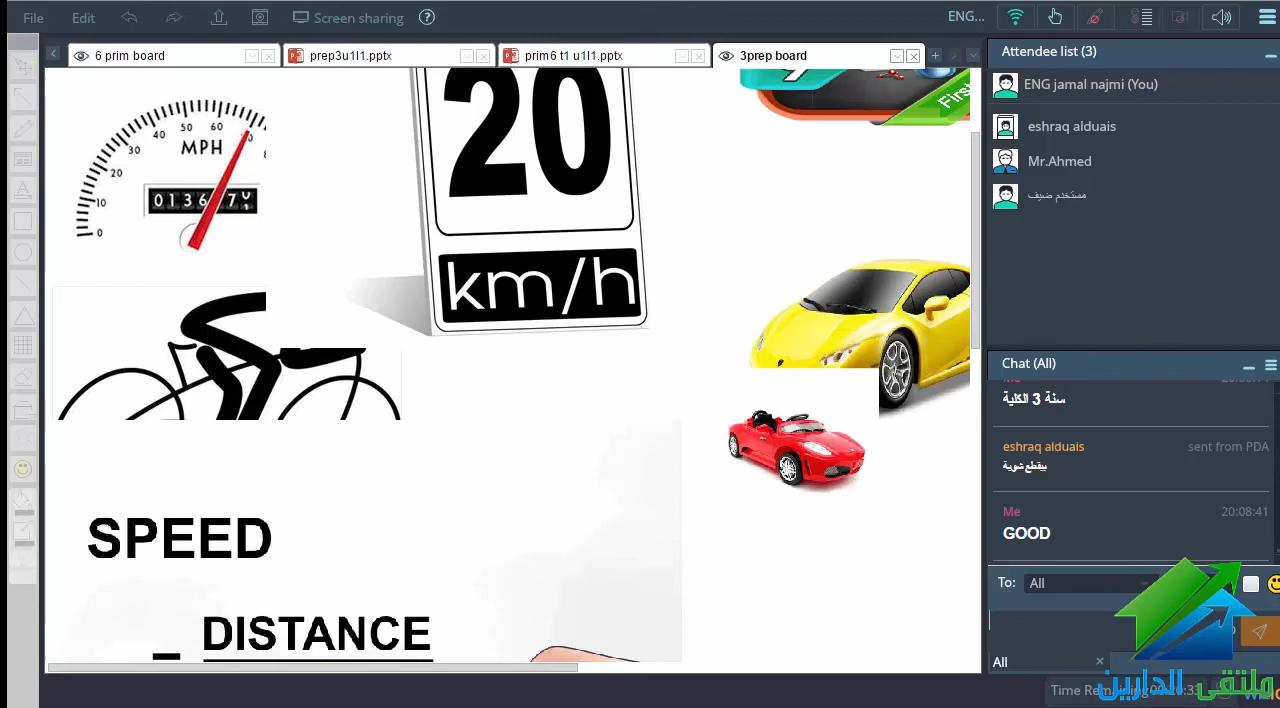 File Edit Screen sharing ENG...
6 prim board prep3u1l1.pptx prim6 t1 u1l1.pptx 3prep board
Attendee list (3)
ENG jamal najmi (You)
eshraq alduais
Mr.Ahmed
مستخدم ضيف
First
20
km/h
0 10 20 30 40 50 60
MPH
0136
SPEED
DISTANCE
Chat (All)
Me
سنة 3 الكلية
eshraq alduais sent from PDA
بيقطع شوية
Me 20:08:41
GOOD
To: All
All
ملتقى الدارين